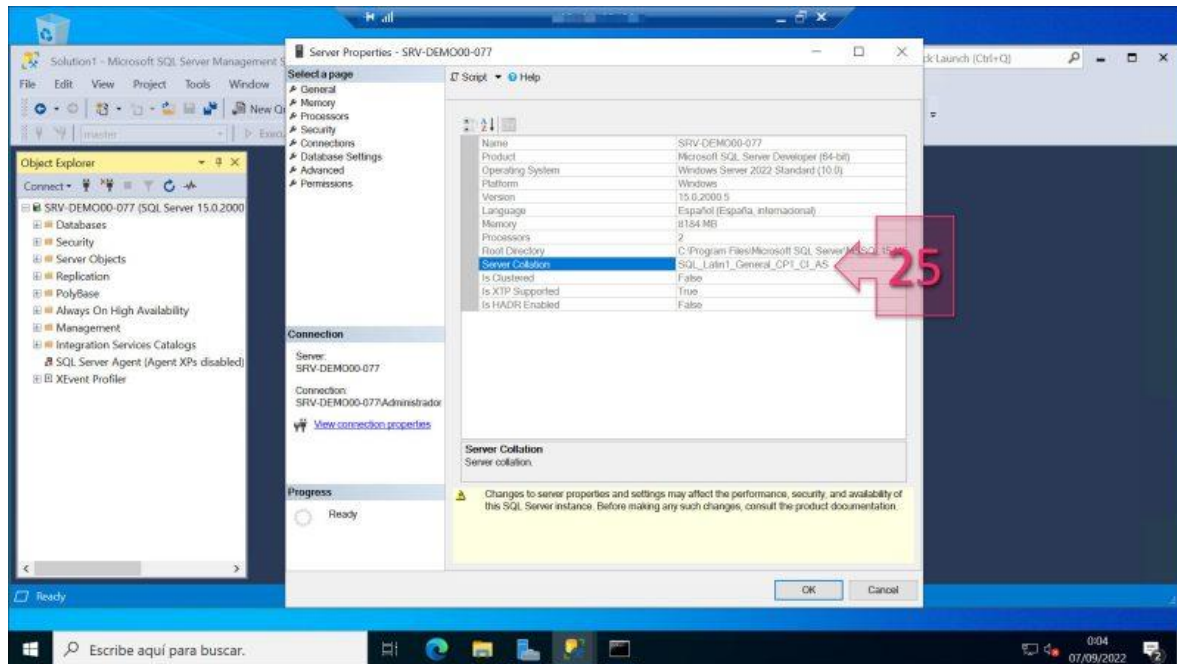 Solution1 - Microsoft SQL Server Management S
File Edit View Project Tools Window
New Qu
master
Execu
Object Explorer
Connect
SRV-DEMO00-077 (SQL Server 15.0.2000
Databases
Security
Server Objects
Replication
PolyBase
Always On High Availability
Management
Integration Services Catalogs
SQL Server Agent (Agent XPs disabled)
XEvent Profiler
Server Properties - SRV-DEMO00-077
Select a page
General
Memory
Processors
Security
Connections
Database Settings
Advanced
Permissions
Connection
Server:
SRV-DEMO00-077
Connection:
SRV-DEMO00-077\Administrador
View connection properties
Progress
Ready
Script Help
Name SRV-DEMO00-077
Product Microsoft SQL Server Developer (64-bit)
Operating System Windows Server 2022 Standard (10.0)
Platform Windows
Version 15.0.2000.5
Language Español (España, internacional)
Memory 8184 MB
Processors 2
Root Directory C:\Program Files\Microsoft SQL Server\MSSQL15
Server Collation SQL_Latin1_General_CP1_CI_AS
Is Clustered False
Is XTP Supported True
Is HADR Enabled False
25
Server Collation
Server collation.
Changes to server properties and settings may affect the performance, security, and availability of
this SQL Server instance. Before making any such changes, consult the product documentation.
OK Cancel
ck Launch (Ctrl+Q)
Ready
Escribe aquí para buscar.
0:04
07/09/2022
2